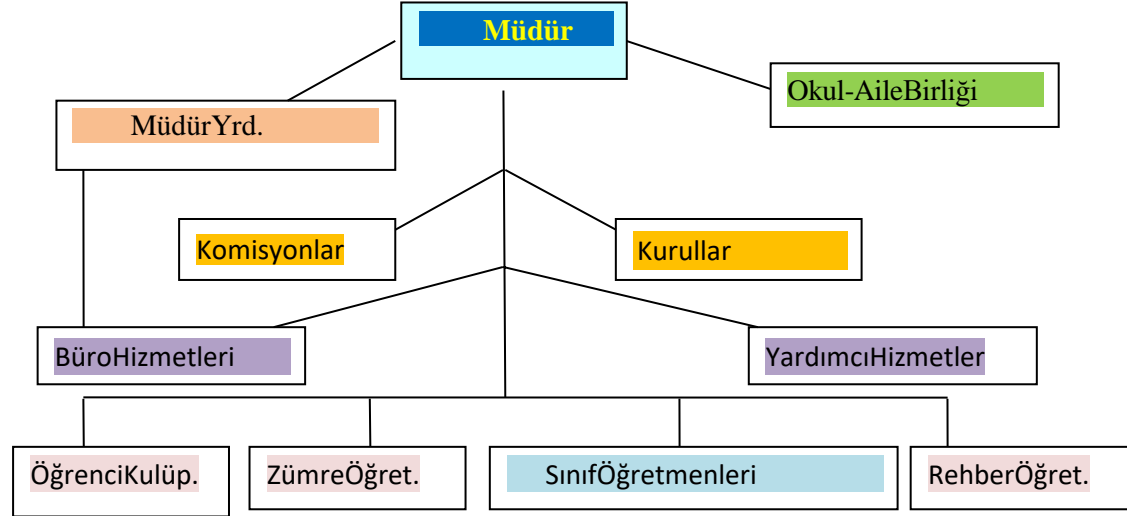 Müdür
Okul-AileBirliği
MüdürYrd.
Komisyonlar
Kurullar
BüroHizmetleri
YardımcıHizmetler
ÖğrenciKulüp.
ZümreÖğret.
SınıfÖğretmenleri
RehberÖğret.